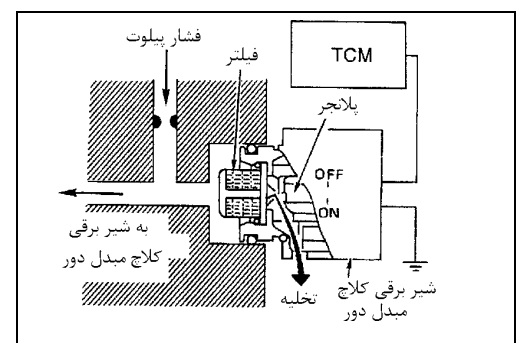 فشار پیلوت
فیلتر
TCM
پلانجر
OFF
ON
به شیر برقی
کلاچ مبدل دور
تخلیه
شیر برقی کلاچ
مبدل دور